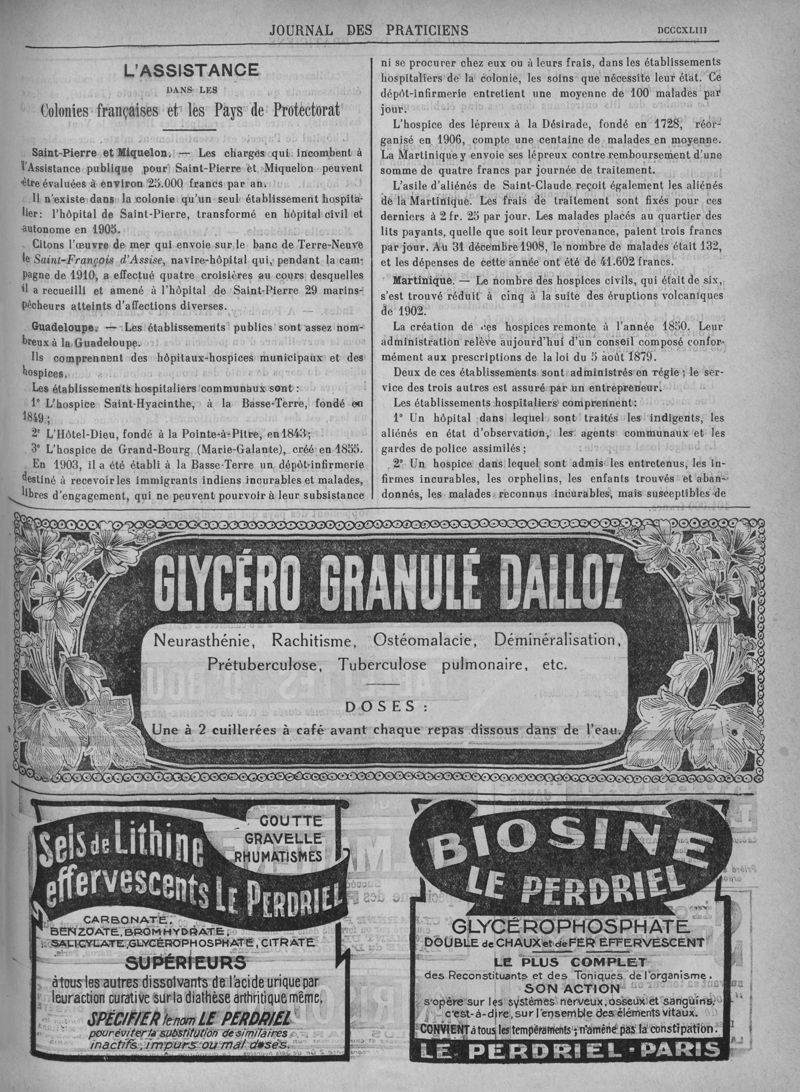 JOURNAL DES PRATICIENS
DCCCXLIII
L'ASSISTANCE
DANS LES
Colonies françaises et les Pays de Protectorat
Saint-Pierre et Miquelon. — Les charges qui incombent à
l'Assistance publique pour Saint-Pierre et Miquelon peuvent
être évaluées à environ 25.000 francs par an.
Il n'existe dans la colonie qu'un seul établissement hospita-
lier: l'hôpital de Saint-Pierre, transformé en hôpital civil et
autonome en 1905.
Citons l'œuvre de mer qui envoie sur le banc de Terre-Neuve
le Saint-François d'Assise, navire-hôpital qui, pendant la cam-
pagne de 1910, a effectué quatre croisières au cours desquelles
il a recueilli et amené à l'hôpital de Saint-Pierre 29 marins-
pêcheurs atteints d'affections diverses.
Guadeloupe. — Les établissements publics sont assez nom-
breux à la Guadeloupe.
Ils comprennent des hôpitaux-hospices municipaux et des
hospices.
Les établissements hospitaliers communaux sont :
1° L'hospice Saint-Hyacinthe, à la Basse-Terre, fondé en
1849 ;
2° L'Hôtel-Dieu, fondé à la Pointe-à-Pitre, en 1843;
3° L'hospice de Grand-Bourg (Marie-Galante), créé en 1855.
En 1903, il a été établi à la Basse-Terre un dépôt-infirmerie
destiné à recevoir les immigrants indiens incurables et malades,
libres d'engagement, qui ne peuvent pourvoir à leur subsistance
ni se procurer chez eux ou à leurs frais, dans les établissements
hospitaliers de la colonie, les soins que nécessite leur état. Ce
dépôt-infirmerie entretient une moyenne de 100 malades par
jour.
L'hospice des lépreux à la Désirade, fondé en 1728, réor-
ganisé en 1906, compte une centaine de malades en moyenne.
La Martinique y envoie ses lépreux contre remboursement d'une
somme de quatre francs par journée de traitement.
L'asile d'aliénés de Saint-Claude reçoit également les aliénés
de la Martinique. Les frais de traitement sont fixés pour ces
derniers à 2 fr. 25 par jour. Les malades placés au quartier des
lits payants, quelle que soit leur provenance, paient trois francs
par jour. Au 31 décembre 1908, le nombre de malades était 132,
et les dépenses de cette année ont été de 41.602 francs.
Martinique. — Le nombre des hospices civils, qui était de six,
s'est trouvé réduit à cinq à la suite des éruptions volcaniques
de 1902.
La création de ces hospices remonte à l'année 1850. Leur
administration relève aujourd'hui d'un conseil composé confor-
mément aux prescriptions de la loi du 5 août 1879.
Deux de ces établissements sont administrés en régie ; le ser-
vice des trois autres est assuré par un entrepreneur.
Les établissements hospitaliers comprennent:
1° Un hôpital dans lequel sont traités les indigents, les
aliénés en état d'observation, les agents communaux et les
gardes de police assimilés ;
2° Un hospice dans lequel sont admis les entretenus, les in-
firmes incurables, les orphelins, les enfants trouvés et aban-
donnés, les malades reconnus incurables, mais susceptibles de
GLYCÉRO GRANULÉ DALLOZ
Neurasthénie, Rachitisme, Ostéomalacie, Déminéralisation,
Prétuberculose, Tuberculose pulmonaire, etc.
DOSES :
Une à 2 cuillerées à café avant chaque repas dissous dans de l'eau.
Sels de Lithine
effervescents LE PERDRIEL
GOUTTE
GRAVELLE
RHUMATISMES
CARBONATE,
BENZOATE, BROMHYDRATE,
SALICYLATE, GLYCÉROPHOSPHATE, CITRATE
SUPÉRIEURS
à tous les autres dissolvants de l'acide urique par
leur action curative sur la diathèse arthritique même,
SPÉCIFIER le nom LE PERDRIEL
pour éviter la substitution de similaires
inactifs, impurs ou mal dosés.
BIOSINE
LE PERDRIEL
GLYCÉROPHOSPHATE
DOUBLE de CHAUX et de FER EFFERVESCENT
LE PLUS COMPLET
des Reconstituants et des Toniques de l'organisme.
SON ACTION
s'opère sur les systèmes nerveux, osseux et sanguins,
c'est-à-dire, sur l'ensemble des éléments vitaux.
CONVIENT à tous les tempéraments ; n'amène pas la constipation.
LE PERDRIEL-PARIS